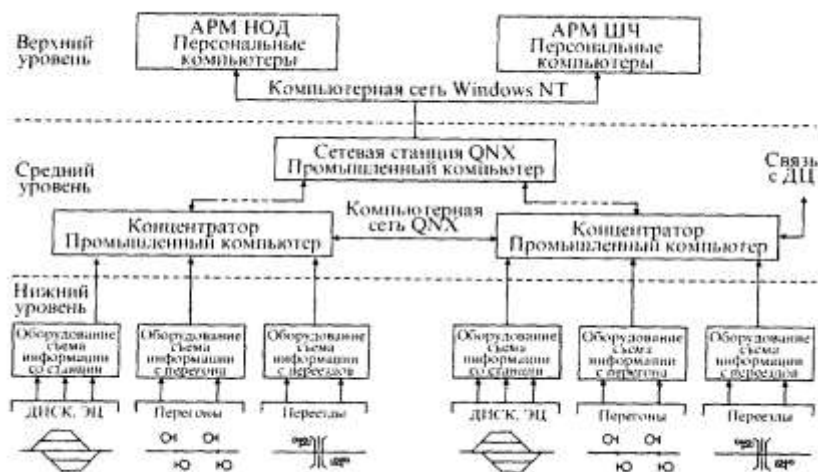 Верхний
уровень
АРМ НОД
Персональные
компьютеры
АРМ ШЧ
Персональные
компьютеры
Компьютерная сеть Windows NT
Средний
уровень
Сетевая станция QNX
Промышленный компьютер
Связь
с ДЦ
Концентратор
Промышленный компьютер
Компьютерная
сеть QNX
Концентратор
Промышленный компьютер
Нижний
уровень
Оборудование
съема
информации
со станции
Оборудование
съема
информации
с перегона
Оборудование
съема
информации
с переездов
Оборудование
съема
информации
со станции
Оборудование
съема
информации
с перегона
Оборудование
съема
информации
с переездов
ДИСК, ЭЦ
Перегоны
Переезды
ДИСК, ЭЦ
Перегоны
Переезды